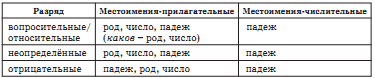 Разряд Местоимения-прилагательные Местоимения-числительные
вопросительные/ род, число, падеж падеж
относительные (каков – род, число)
неопределённые род, число, падеж падеж
отрицательные падеж, род, число падеж